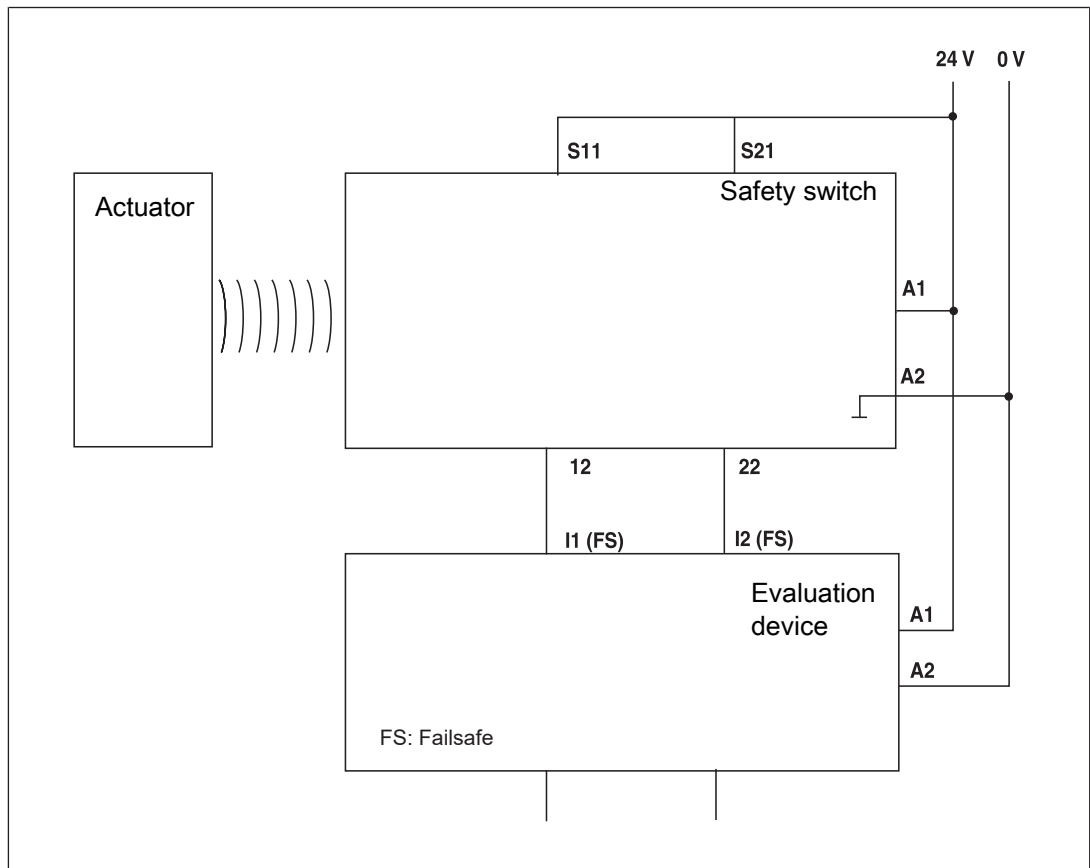 24 V 0 V
S11 S21
Safety switch
Actuator
A1
A2
12 22
I1 (FS) I2 (FS)
Evaluation
device
A1
A2
FS: Failsafe